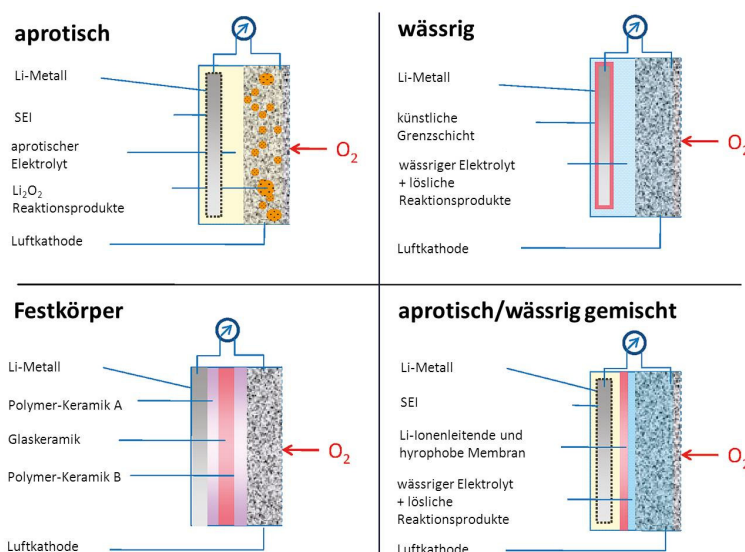 aprotisch
Li-Metall
SEI
aprotischer
Elektrolyt
Li₂O₂
Reaktionsprodukte
Luftkathode
O₂
wässrig
Li-Metall
künstliche
Grenzschicht
wässriger Elektrolyt
+ lösliche
Reaktionsprodukte
Luftkathode
O₂
Festkörper
Li-Metall
Polymer-Keramik A
Glaskeramik
Polymer-Keramik B
Luftkathode
O₂
aprotisch/wässrig gemischt
Li-Metall
SEI
Li-Ionenleitende und
hyrophobe Membran
wässriger Elektrolyt
+ lösliche
Reaktionsprodukte
Luftkathode
O₂